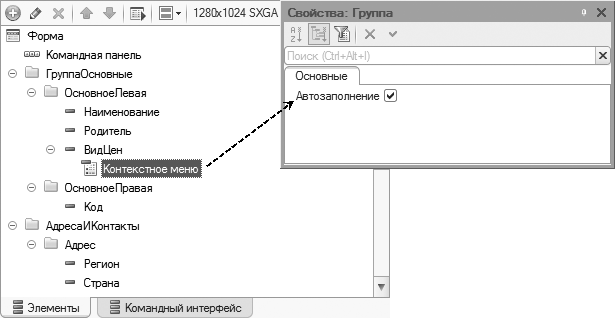 1280x1024 SXGA
Свойства: Группа
Поиск (Ctrl+Alt+I)
Основные
Автозаполнение
Форма
Командная панель
ГруппаОсновные
ОсновноеЛевая
Наименование
Родитель
ВидЦен
Контекстное меню
ОсновноеПравая
Код
АдресаИКонтакты
Адрес
Регион
Страна
Элементы
Командный интерфейс